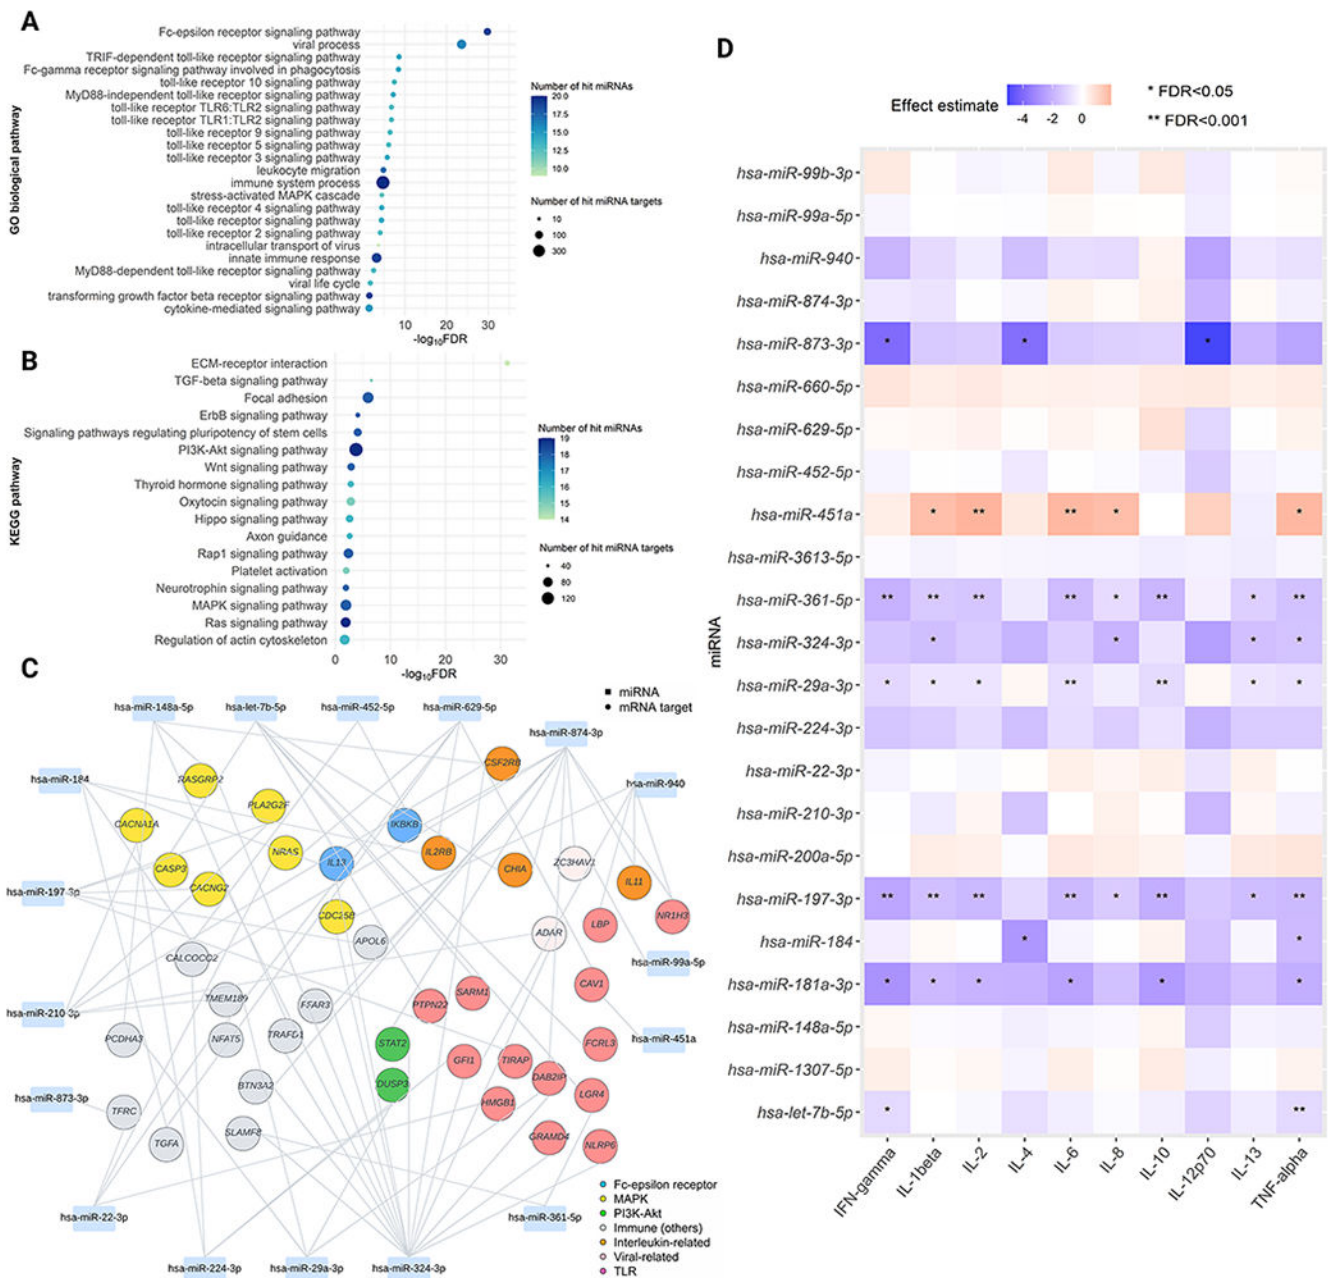 A
GO biological pathway
Fc-epsilon receptor signaling pathway
viral process
TRIF-dependent toll-like receptor signaling pathway
Fc-gamma receptor signaling pathway involved in phagocytosis
toll-like receptor 10 signaling pathway
MyD88-independent toll-like receptor signaling pathway
toll-like receptor TLR6:TLR2 signaling pathway
toll-like receptor TLR1:TLR2 signaling pathway
toll-like receptor 9 signaling pathway
toll-like receptor 5 signaling pathway
toll-like receptor 3 signaling pathway
leukocyte migration
immune system process
stress-activated MAPK cascade
toll-like receptor 4 signaling pathway
toll-like receptor signaling pathway
toll-like receptor 2 signaling pathway
intracellular transport of virus
innate immune response
MyD88-dependent toll-like receptor signaling pathway
viral life cycle
transforming growth factor beta receptor signaling pathway
cytokine-mediated signaling pathway
10 20 30
-log10FDR
Number of hit miRNAs
20.0
17.5
15.0
12.5
10.0
Number of hit miRNA targets
10
100
300
B
KEGG pathway
ECM-receptor interaction
TGF-beta signaling pathway
Focal adhesion
ErbB signaling pathway
Signaling pathways regulating pluripotency of stem cells
PI3K-Akt signaling pathway
Wnt signaling pathway
Thyroid hormone signaling pathway
Oxytocin signaling pathway
Hippo signaling pathway
Axon guidance
Rap1 signaling pathway
Platelet activation
Neurotrophin signaling pathway
MAPK signaling pathway
Ras signaling pathway
Regulation of actin cytoskeleton
0 10 20 30
-log10FDR
Number of hit miRNAs
19
18
17
16
15
14
Number of hit miRNA targets
40
80
120
C
miRNA
mRNA target
hsa-miR-148a-5p
hsa-let-7b-5p
hsa-miR-452-5p
hsa-miR-629-5p
hsa-miR-874-3p
hsa-miR-184
hsa-miR-940
CSF2RB
RASGRP2
PLA2G2F
CACNA1A
IKBKB
NRAS
IL13
IL2RB
CASP3
CHIA
ZC3HAV1
IL11
CACNG2
hsa-miR-197-3p
CDC25B
LBP
NR1H3
APOL6
ADAR
CALCOCO2
hsa-miR-99a-5p
TMEM189
FFAR3
PTPN22
SARM1
CAV1
hsa-miR-210-3p
PCDHA3
NFAT5
TRAFD1
STAT2
GFI1
TIRAP
FCRL3
hsa-miR-451a
DUSP3
DAB2IP
BTN3A2
LGR4
HMGB1
hsa-miR-873-3p
TFRC
TGFA
SLAMF8
GRAMD4
NLRP6
hsa-miR-22-3p
hsa-miR-361-5p
hsa-miR-224-3p
hsa-miR-29a-3p
hsa-miR-324-3p
Fc-epsilon receptor
MAPK
PI3K-Akt
Immune (others)
Interleukin-related
Viral-related
TLR
D
Effect estimate
-4 -2 0
* FDR<0.05
** FDR<0.001
miRNA
hsa-miR-99b-3p
hsa-miR-99a-5p
hsa-miR-940
hsa-miR-874-3p
hsa-miR-873-3p * * *
hsa-miR-660-5p
hsa-miR-629-5p
hsa-miR-452-5p
hsa-miR-451a * ** ** * *
hsa-miR-3613-5p
hsa-miR-361-5p ** ** ** ** * ** * **
hsa-miR-324-3p * * * *
hsa-miR-29a-3p * * * ** ** * *
hsa-miR-224-3p
hsa-miR-22-3p
hsa-miR-210-3p
hsa-miR-200a-5p
hsa-miR-197-3p ** ** ** ** * ** * **
hsa-miR-184 * *
hsa-miR-181a-3p * * * * * *
hsa-miR-148a-5p
hsa-miR-1307-5p
hsa-let-7b-5p * **
IFN-gamma
IL-1beta
IL-2
IL-4
IL-6
IL-8
IL-10
IL-12p70
IL-13
TNF-alpha